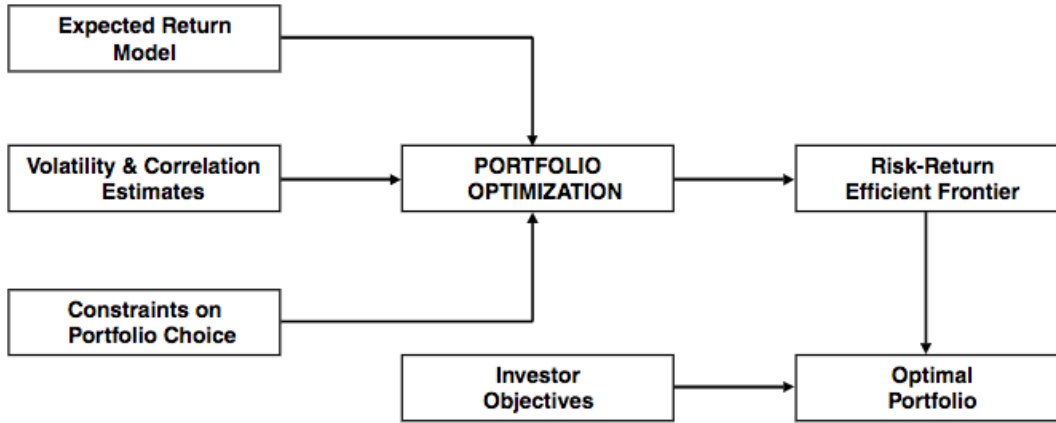 Expected Return
Model
Volatility & Correlation
Estimates
PORTFOLIO
OPTIMIZATION
Risk-Return
Efficient Frontier
Constraints on
Portfolio Choice
Investor
Objectives
Optimal
Portfolio